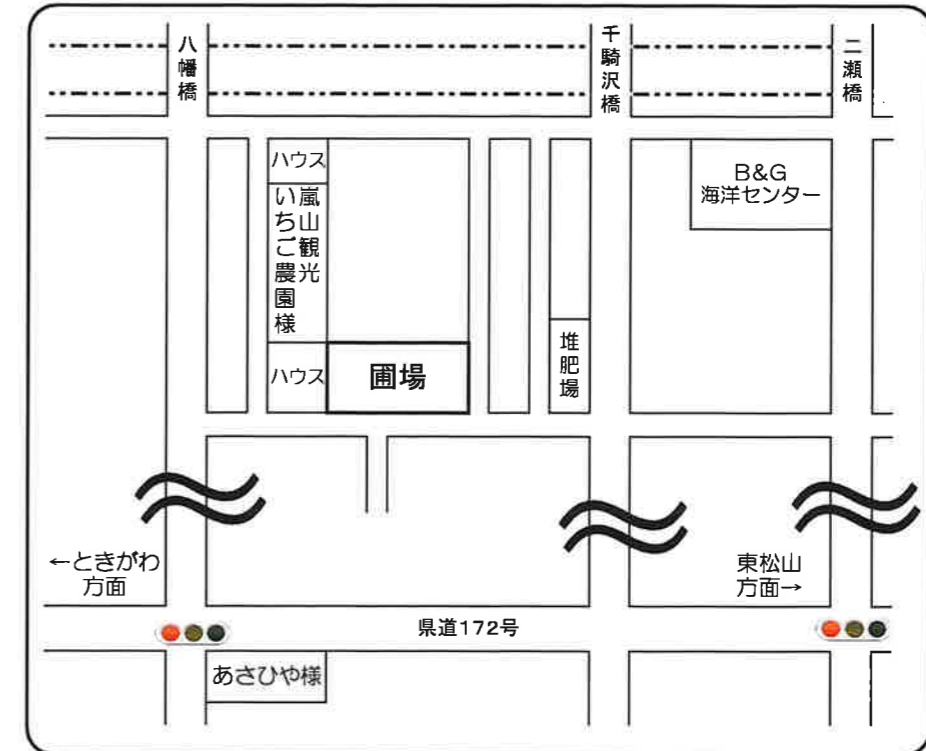 八幡橋
千騎沢橋
二瀬橋
ハウス
嵐山観光
いちご農園様
B&G
海洋センター
ハウス
圃場
堆肥場
←ときがわ
方面
東松山
方面→
県道172号
あさひや様